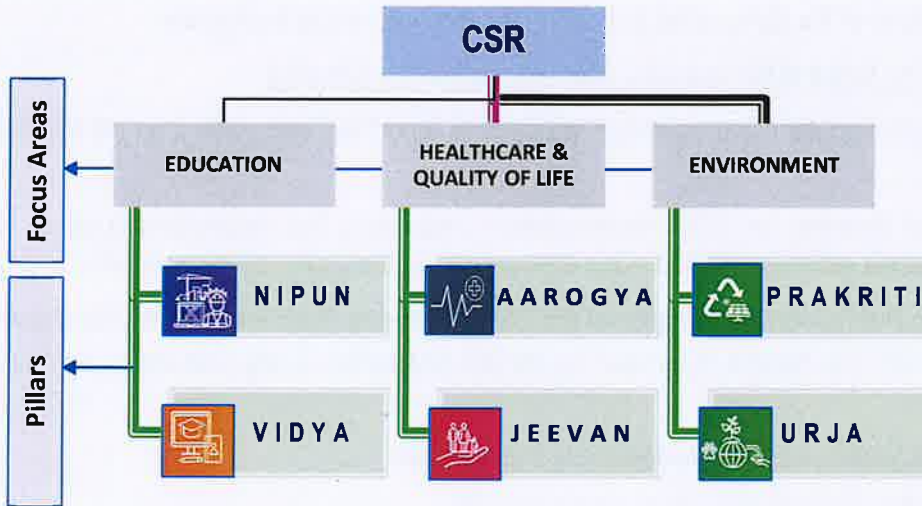 CSR
Focus Areas
EDUCATION
HEALTHCARE &
QUALITY OF LIFE
ENVIRONMENT
Pillars
NIPUN
AAROGYA
PRAKRITI
VIDYA
JEEVAN
URJA